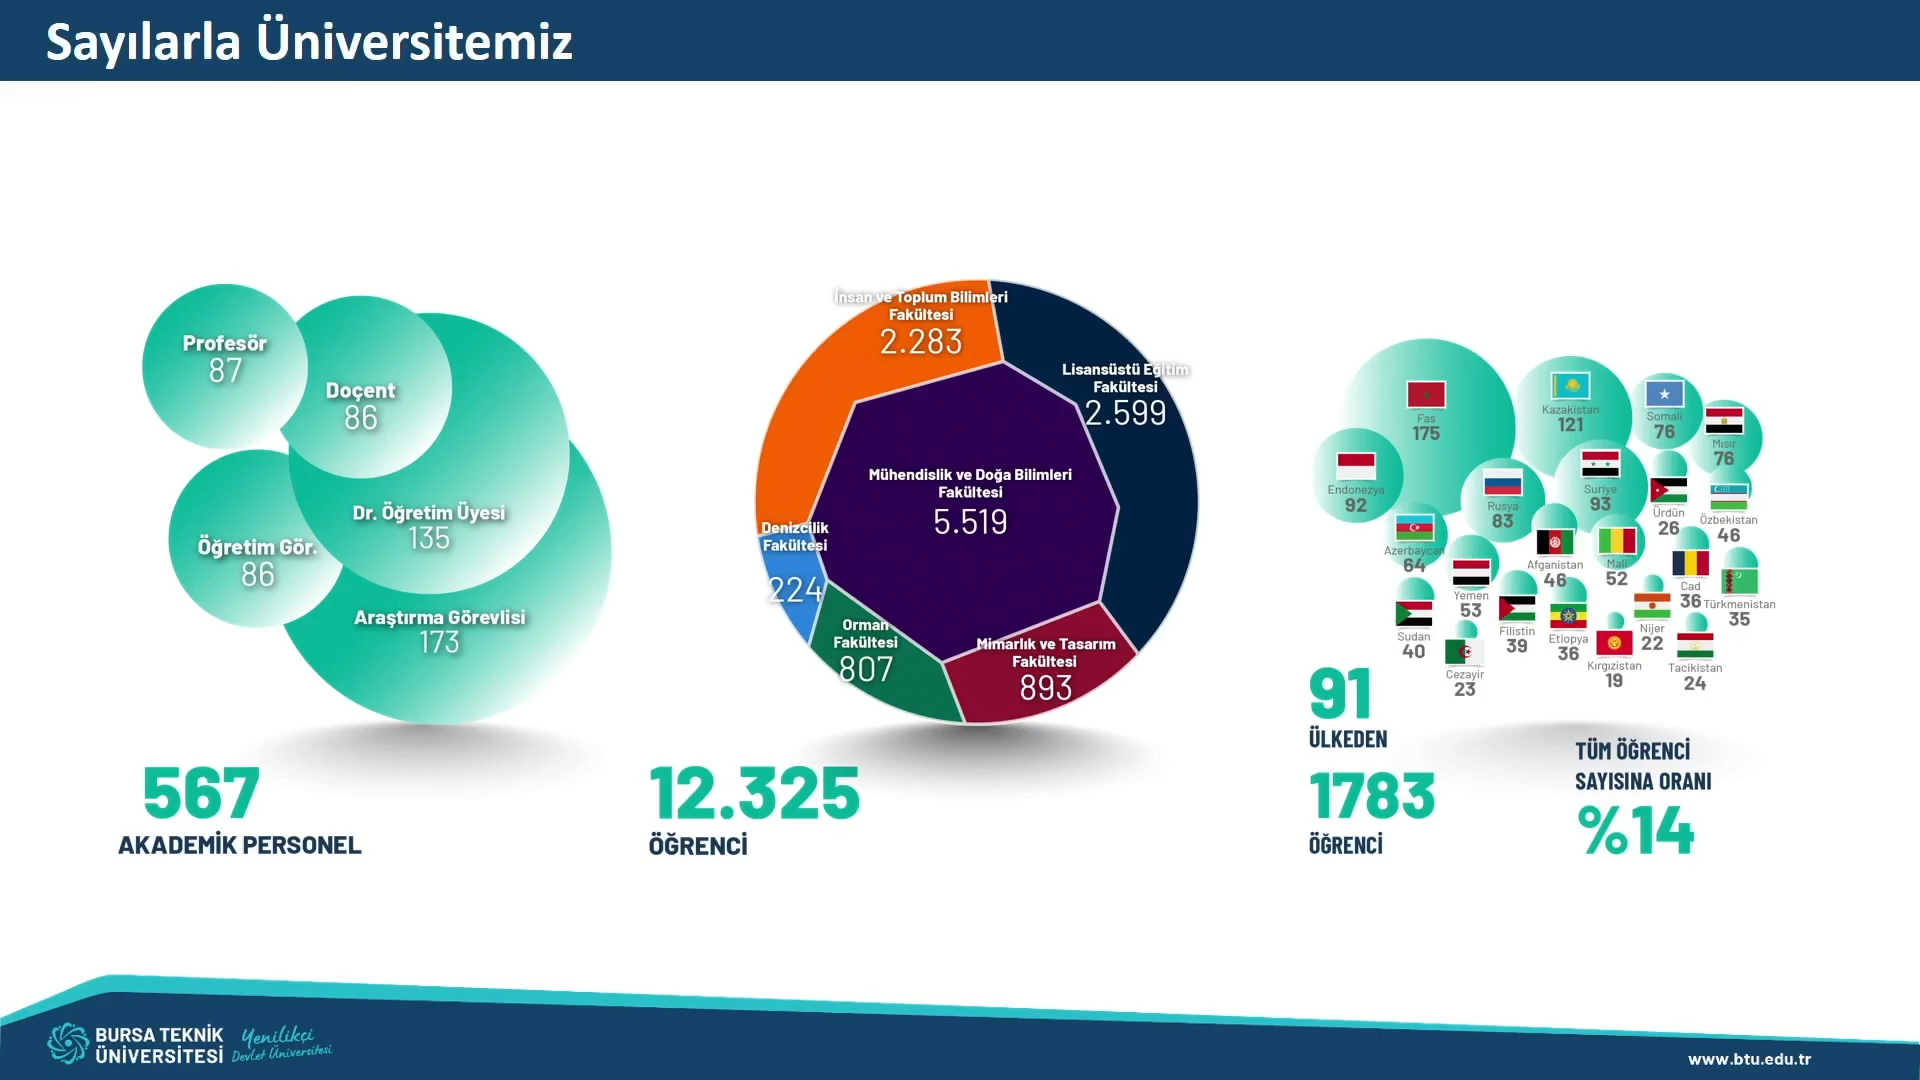 Sayılarla Üniversitemiz
Profesör
87
Doçent
86
Dr. Öğretim Üyesi
135
Öğretim Gör.
86
Araştırma Görevlisi
173
567
AKADEMİK PERSONEL
İnsan ve Toplum Bilimleri
Fakültesi
2.283
Lisansüstü Eğitim
Fakültesi
2.599
Mühendislik ve Doğa Bilimleri
Fakültesi
5.519
Denizcilik
Fakültesi
224
Orman
Fakültesi
807
Mimarlık ve Tasarım
Fakültesi
893
12.325
ÖĞRENCİ
Fas
175
Kazakistan
121
Somali
76
Mısır
76
Endonezya
92
Rusya
83
Suriye
93
Ürdün
26
Özbekistan
46
Azerbaycan
64
Yemen
53
Afganistan
46
Mali
52
Cad
36
Türkmenistan
35
Sudan
40
Cezayir
23
Filistin
39
Etiopya
36
Kırgızistan
19
Nijer
22
Tacikistan
24
91
ÜLKEDEN
1783
ÖĞRENCİ
TÜM ÖĞRENCİ
SAYISINA ORANI
%14
BURSA TEKNİK
ÜNİVERSİTESİ
Yenilikçi
Devlet Üniversitesi
www.btu.edu.tr